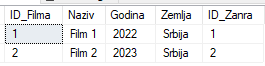 ID_Filma Naziv Godina Zemlja ID_Zanra
1 Film 1 2022 Srbija 1
2 Film 2 2023 Srbija 2